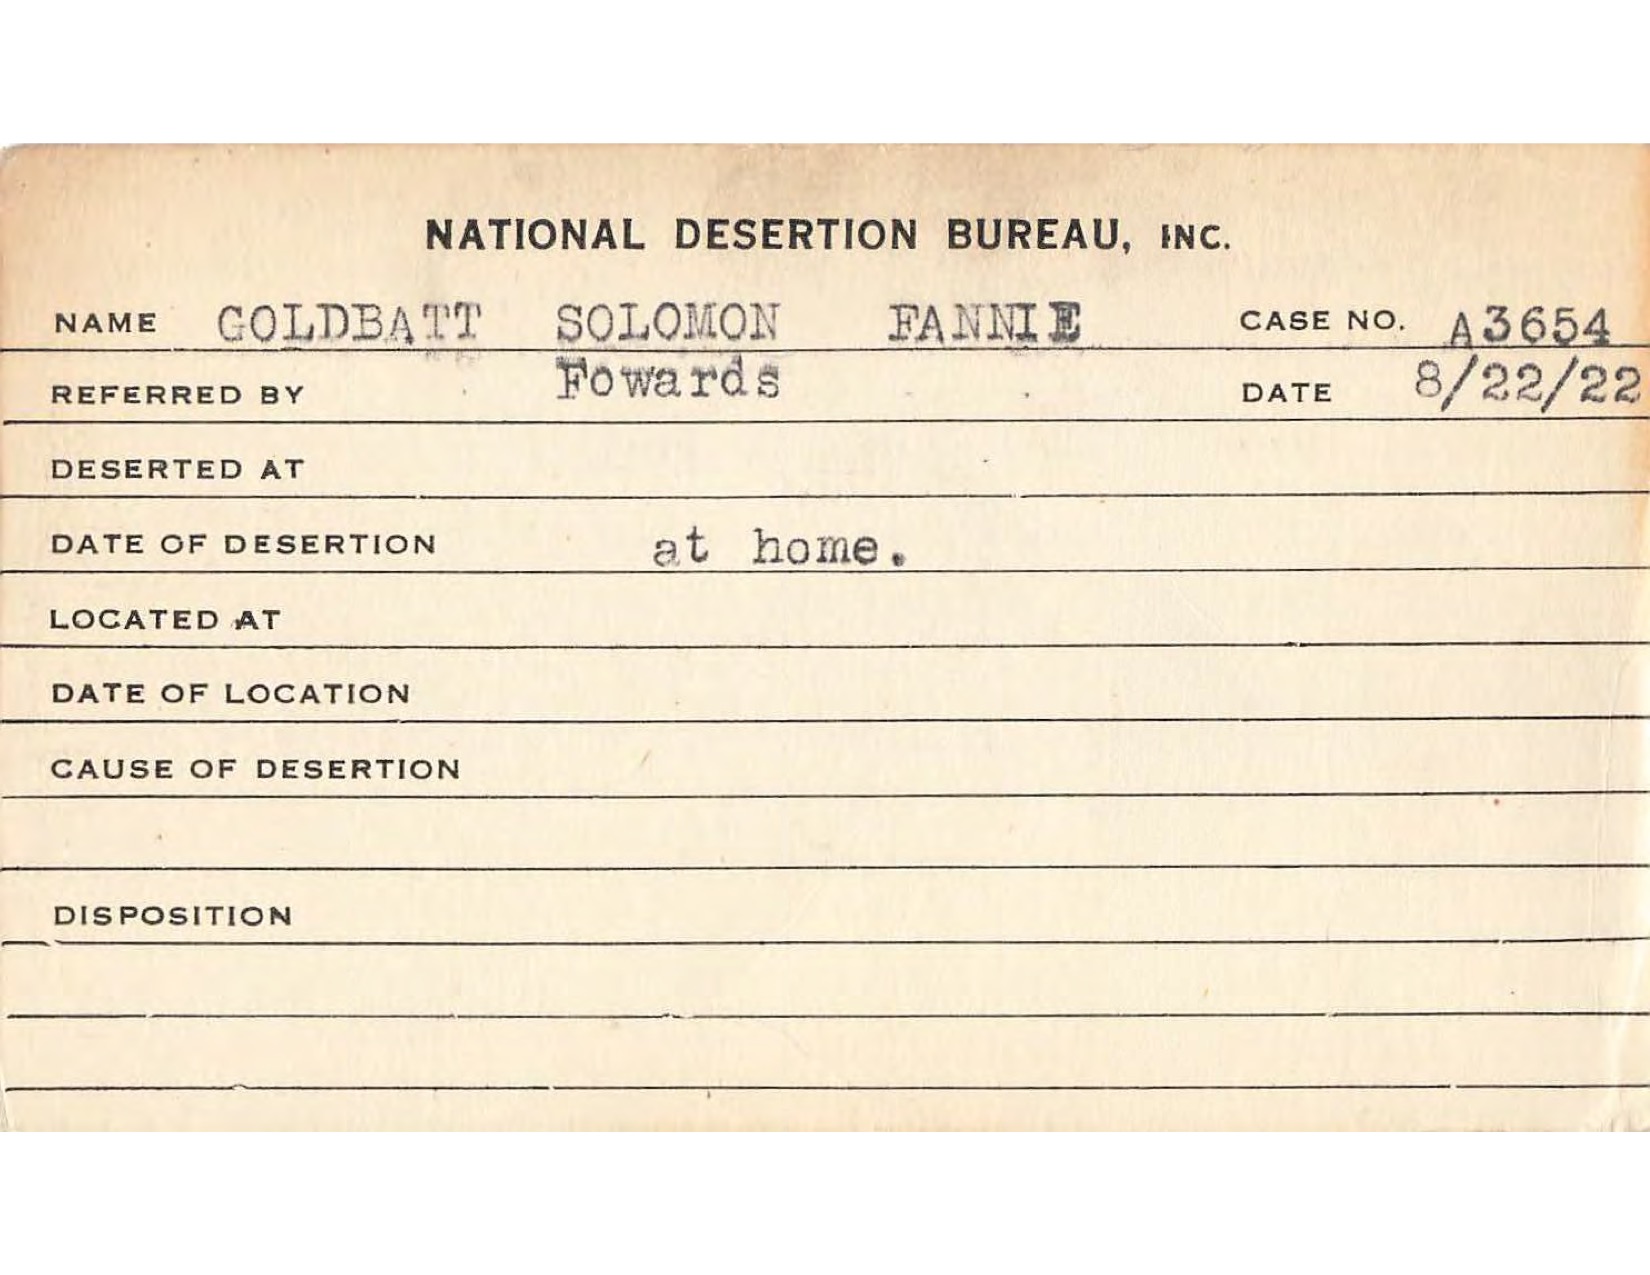 NATIONAL DESERTION BUREAU, INC.
NAME GOLDBATT SOLOMON FANNIE CASE NO. A3654
REFERRED BY Fowards DATE 8/22/22
DESERTED AT
DATE OF DESERTION at home.
LOCATED AT
DATE OF LOCATION
CAUSE OF DESERTION
DISPOSITION